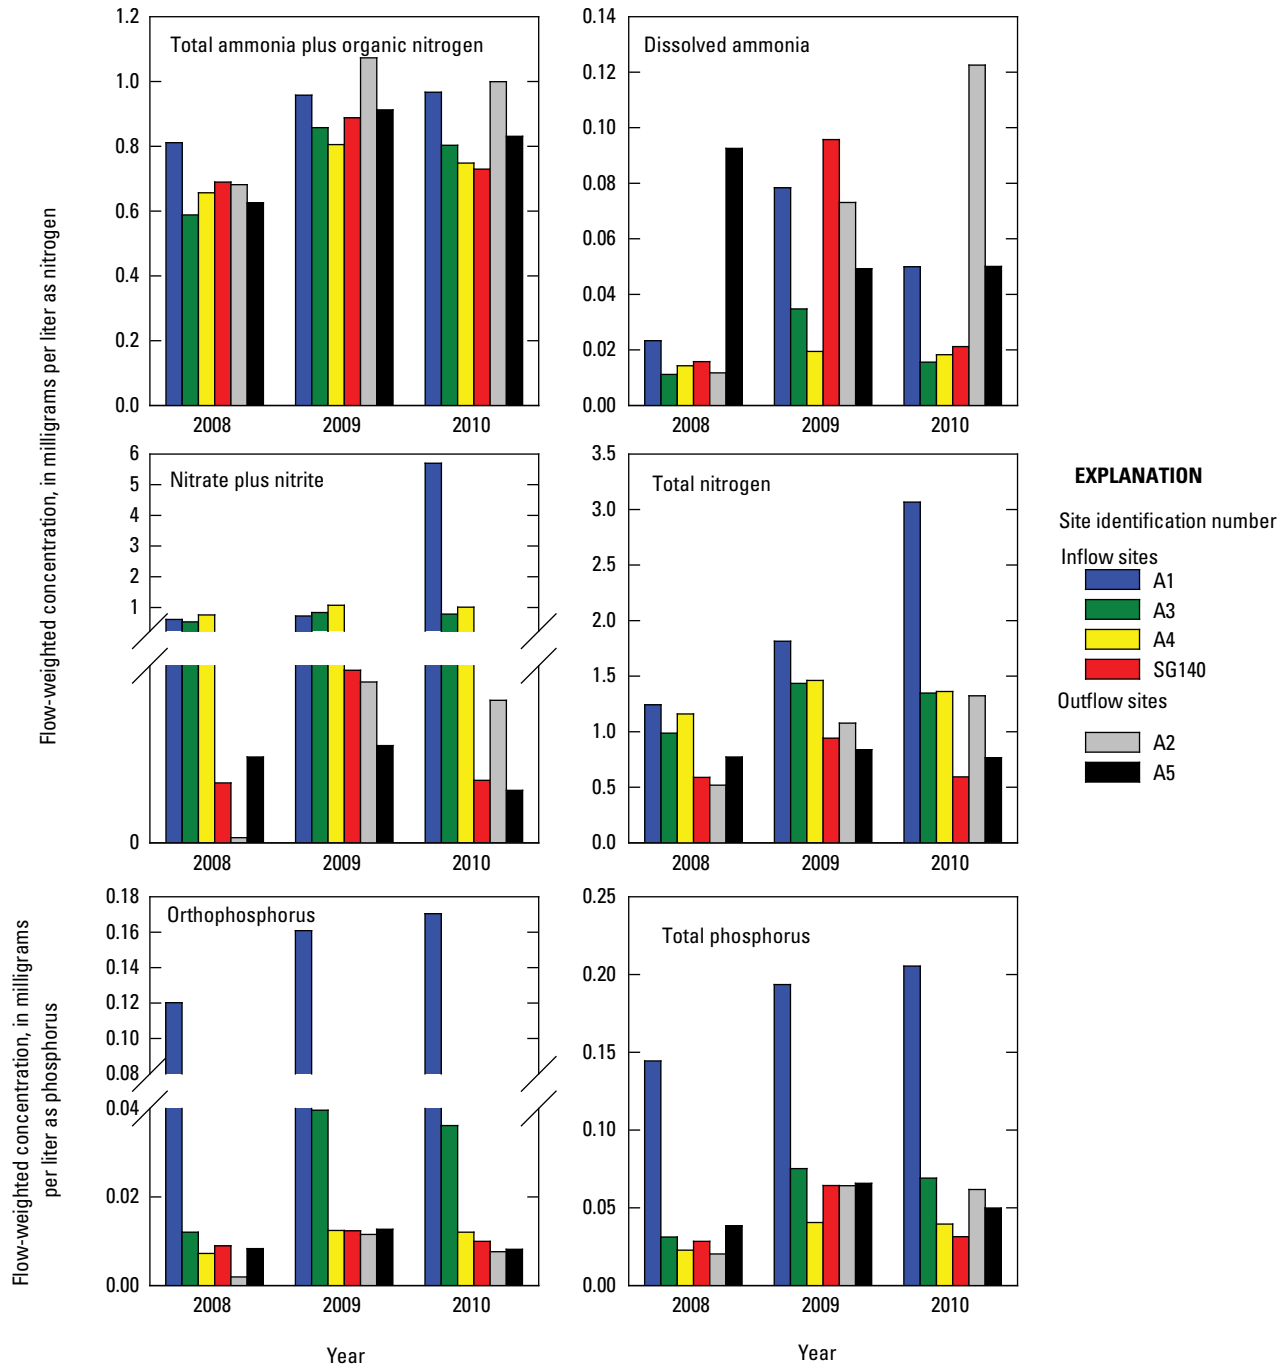 Flow-weighted concentration, in milligrams per liter as nitrogen
Total ammonia plus organic nitrogen
1.2
1.0
0.8
0.6
0.4
0.2
0.0
2008 2009 2010
Dissolved ammonia
0.14
0.12
0.10
0.08
0.06
0.04
0.02
0.00
2008 2009 2010
Nitrate plus nitrite
6
5
4
3
2
1
0
2008 2009 2010
Total nitrogen
3.5
3.0
2.5
2.0
1.5
1.0
0.5
0.0
2008 2009 2010
EXPLANATION
Site identification number
Inflow sites
A1
A3
A4
SG140
Outflow sites
A2
A5
Flow-weighted concentration, in milligrams
per liter as phosphorus
Orthophosphorus
0.18
0.16
0.14
0.12
0.10
0.08
0.04
0.02
0.00
2008 2009 2010
Year
Total phosphorus
0.25
0.20
0.15
0.10
0.05
0.00
2008 2009 2010
Year